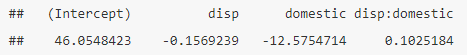 ## (Intercept) disp domestic disp:domestic
## 46.0548423 -0.1569239 -12.5754714 0.1025184